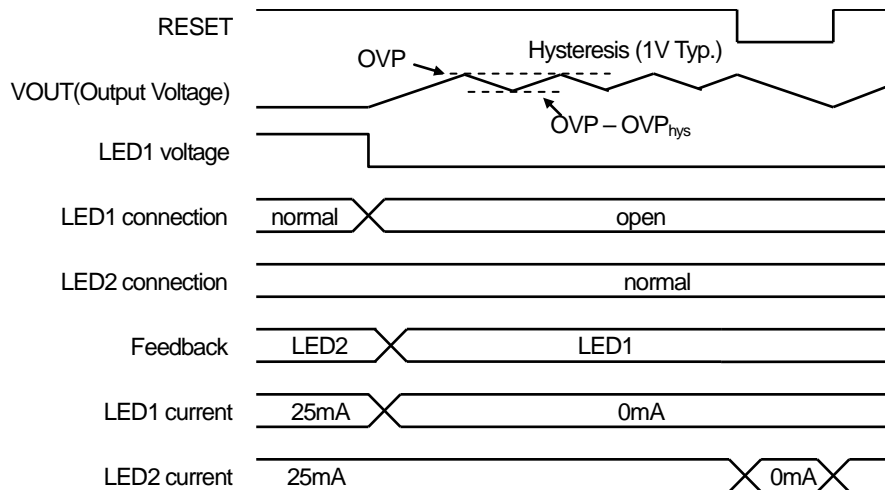 RESET
OVP
Hysteresis (1V Typ.)
VOUT(Output Voltage)
OVP – OVPhys
LED1 voltage
LED1 connection normal open
LED2 connection normal
Feedback LED2 LED1
LED1 current 25mA 0mA
LED2 current 25mA 0mA